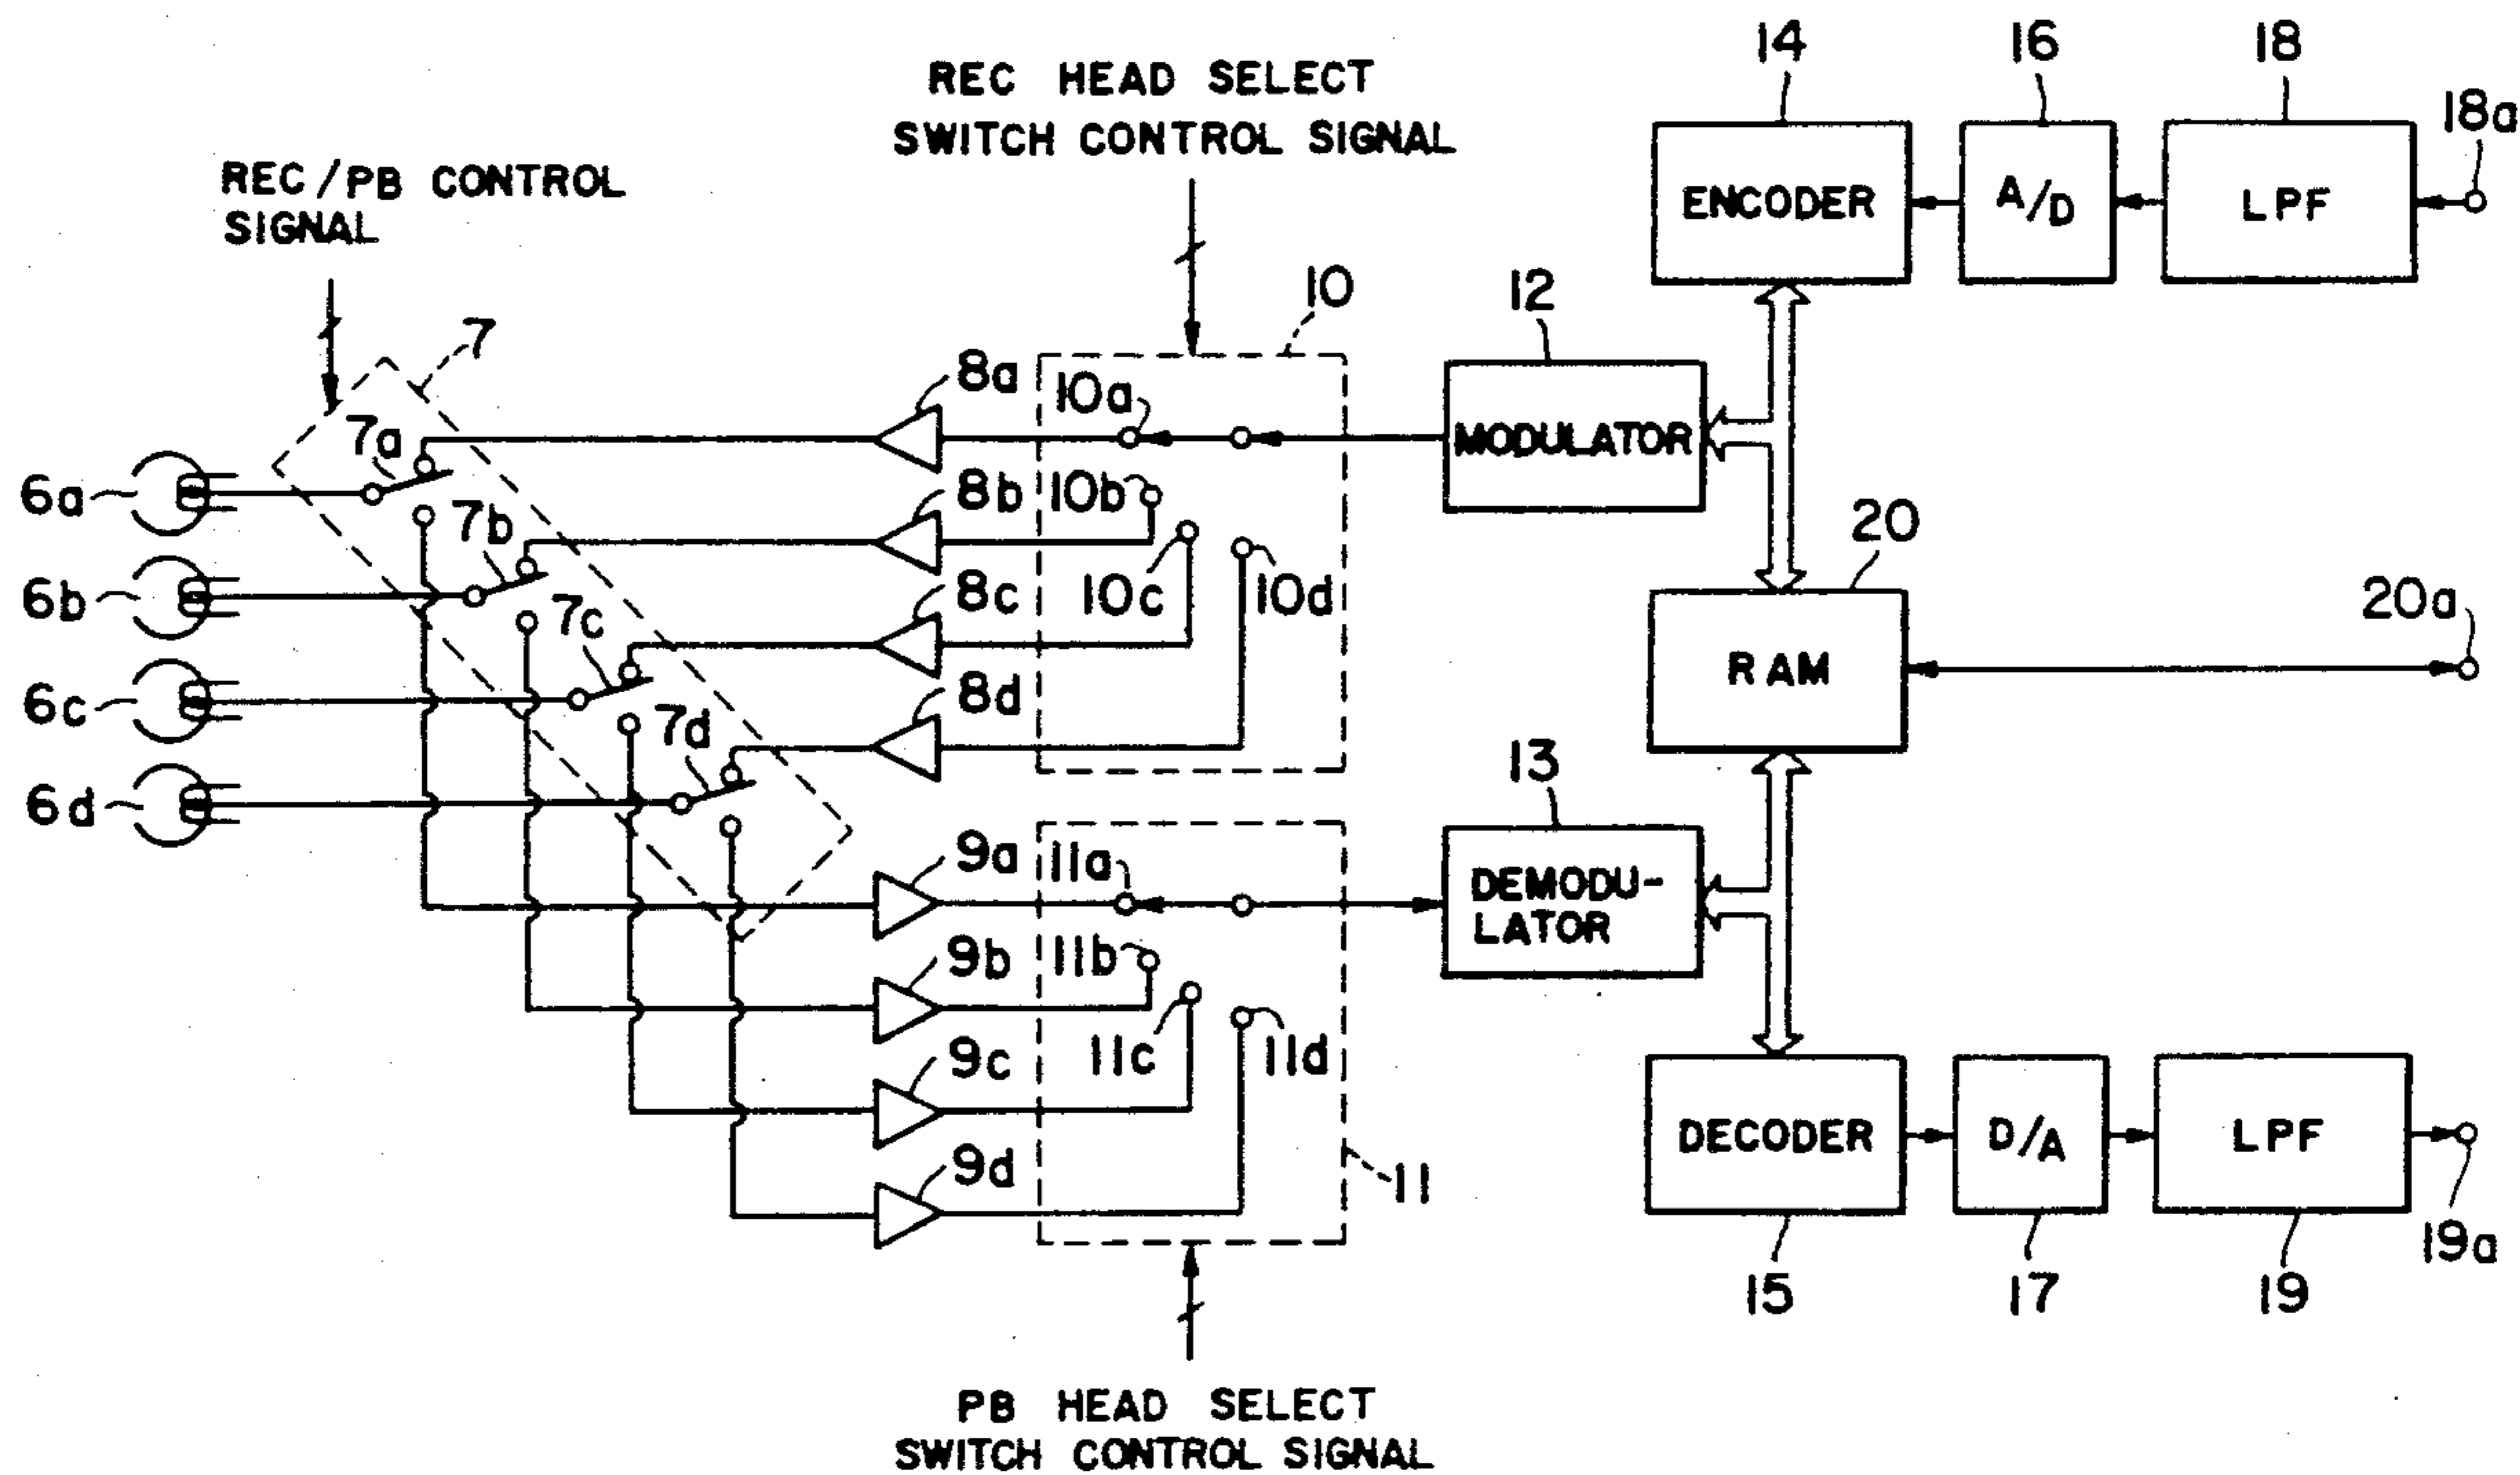 REC HEAD SELECT
SWITCH CONTROL SIGNAL
REC/PB CONTROL
SIGNAL
14
16
18
18a
ENCODER
A/D
LPF
7
10
12
8a
10a
MODULATOR
7a
6a
8b
10b
7b
20
6b
8c
10c
10d
20a
7c
RAM
6c
8d
7d
13
6d
9a
11a
DEMODU-
LATOR
9b
11b
9c
11c
11d
DECODER
D/A
LPF
9d
11
15
17
19
19a
PB HEAD SELECT
SWITCH CONTROL SIGNAL